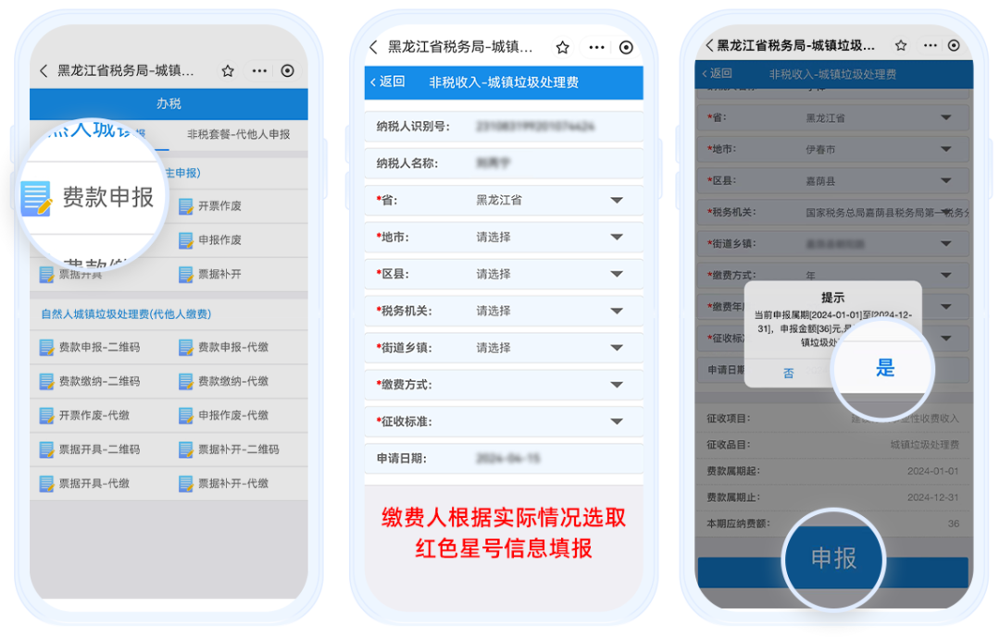 黑龙江省税务局-城镇...
办税
然人城镇
报
非税套餐-代他人申报
主申报)
费款申报
开票作废
申报作废
费款缴
票据开具
票据补开
自然人城镇垃圾处理费(代他人缴费)
费款申报-二维码
费款申报-代缴
费款缴纳-二维码
费款缴纳-代缴
开票作废-代缴
申报作废-代缴
票据开具-二维码
票据补开-二维码
票据开具-代缴
票据补开-代缴
黑龙江省税务局-城镇...
返回
非税收入-城镇垃圾处理费
纳税人识别号:
纳税人名称:
*省: 黑龙江省
*地市: 请选择
*区县: 请选择
*税务机关: 请选择
*街道乡镇: 请选择
*缴费方式:
*征收标准:
申请日期: 2024-04-15
缴费人根据实际情况选取
红色星号信息填报
黑龙江省税务局-城镇垃圾...
返回
非税收入-城镇垃圾处理费
*省: 黑龙江省
*地市: 伊春市
*区县: 嘉荫县
*税务机关: 国家税务总局嘉荫县税务局第一税务分
*街道乡镇:
*缴费方式: 年
*缴费年
*征收标
申请日期
提示
当前申报属期[2024-01-01]至[2024-12-
31]，申报金额[36]元,是
镇垃圾处
否
是
征收项目: 性收费收入
征收品目: 城镇垃圾处理费
费款属期起: 2024-01-01
费款属期止: 2024-12-31
本期应纳费额: 36
申报